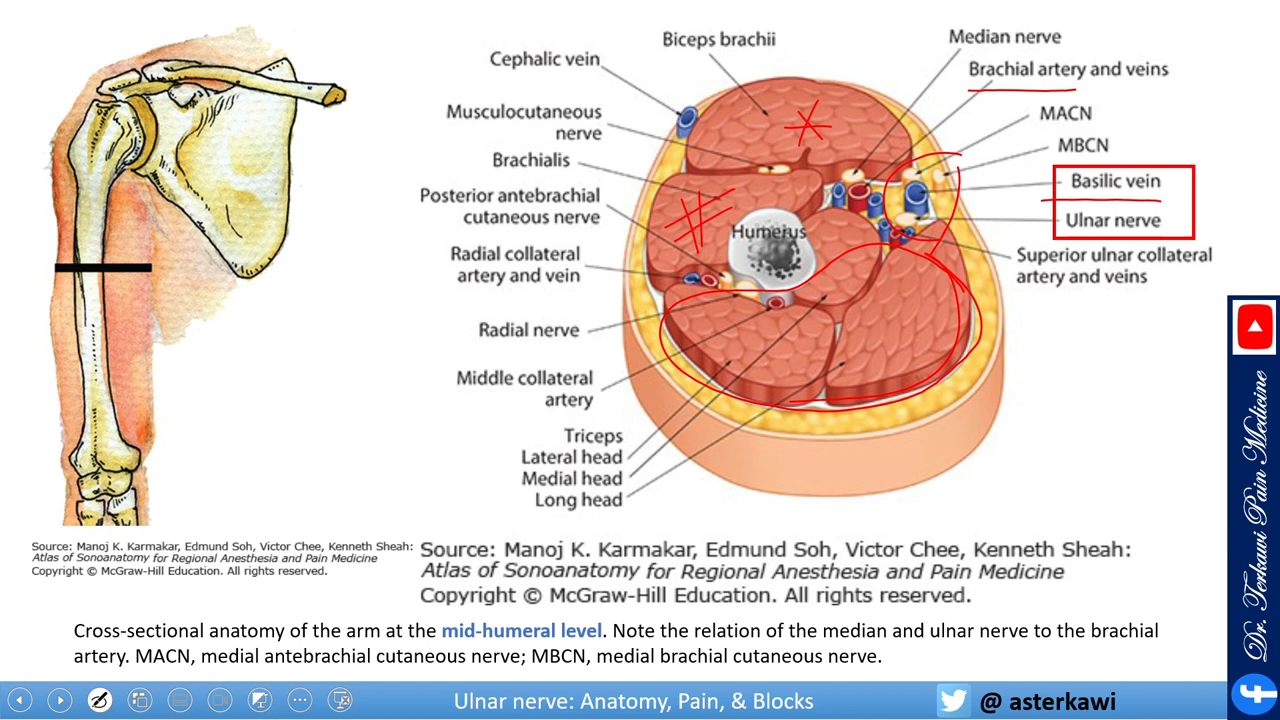 Biceps brachii
Median nerve
Cephalic vein
Brachial artery and veins
Musculocutaneous
nerve
MACN
Brachialis
MBCN
Posterior antebrachial
cutaneous nerve
Basilic vein
Ulnar nerve
Humerus
Radial collateral
artery and vein
Superior ulnar collateral
artery and veins
Radial nerve
Middle collateral
artery
Triceps
Lateral head
Medial head
Long head
Source: Manoj K. Karmakar, Edmund Soh, Victor Chee, Kenneth Sheah:
Atlas of Sonoanatomy for Regional Anesthesia and Pain Medicine
Copyright © McGraw-Hill Education. All rights reserved.
Source: Manoj K. Karmakar, Edmund Soh, Victor Chee, Kenneth Sheah:
Atlas of Sonoanatomy for Regional Anesthesia and Pain Medicine
Copyright © McGraw-Hill Education. All rights reserved.
Cross-sectional anatomy of the arm at the mid-humeral level. Note the relation of the median and ulnar nerve to the brachial
artery. MACN, medial antebrachial cutaneous nerve; MBCN, medial brachial cutaneous nerve.
Ulnar nerve: Anatomy, Pain, & Blocks
@ asterkawi
Dr. Terkawi Pain Medicine